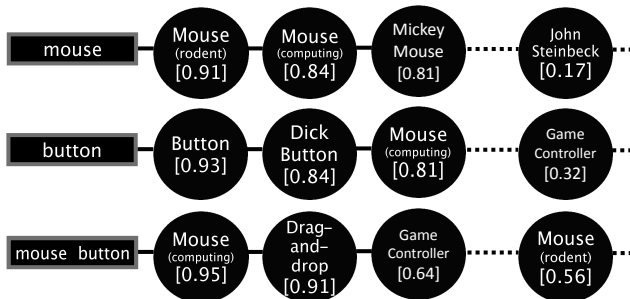 mouse
Mouse
(rodent)
[0.91]
Mouse
(computing)
[0.84]
Mickey
Mouse
[0.81]
John
Steinbeck
[0.17]
button
Button
[0.93]
Dick
Button
[0.84]
Mouse
(computing)
[0.81]
Game
Controller
[0.32]
mouse button
Mouse
(computing)
[0.95]
Drag-
and-
drop
[0.91]
Game
Controller
[0.64]
Mouse
(rodent)
[0.56]